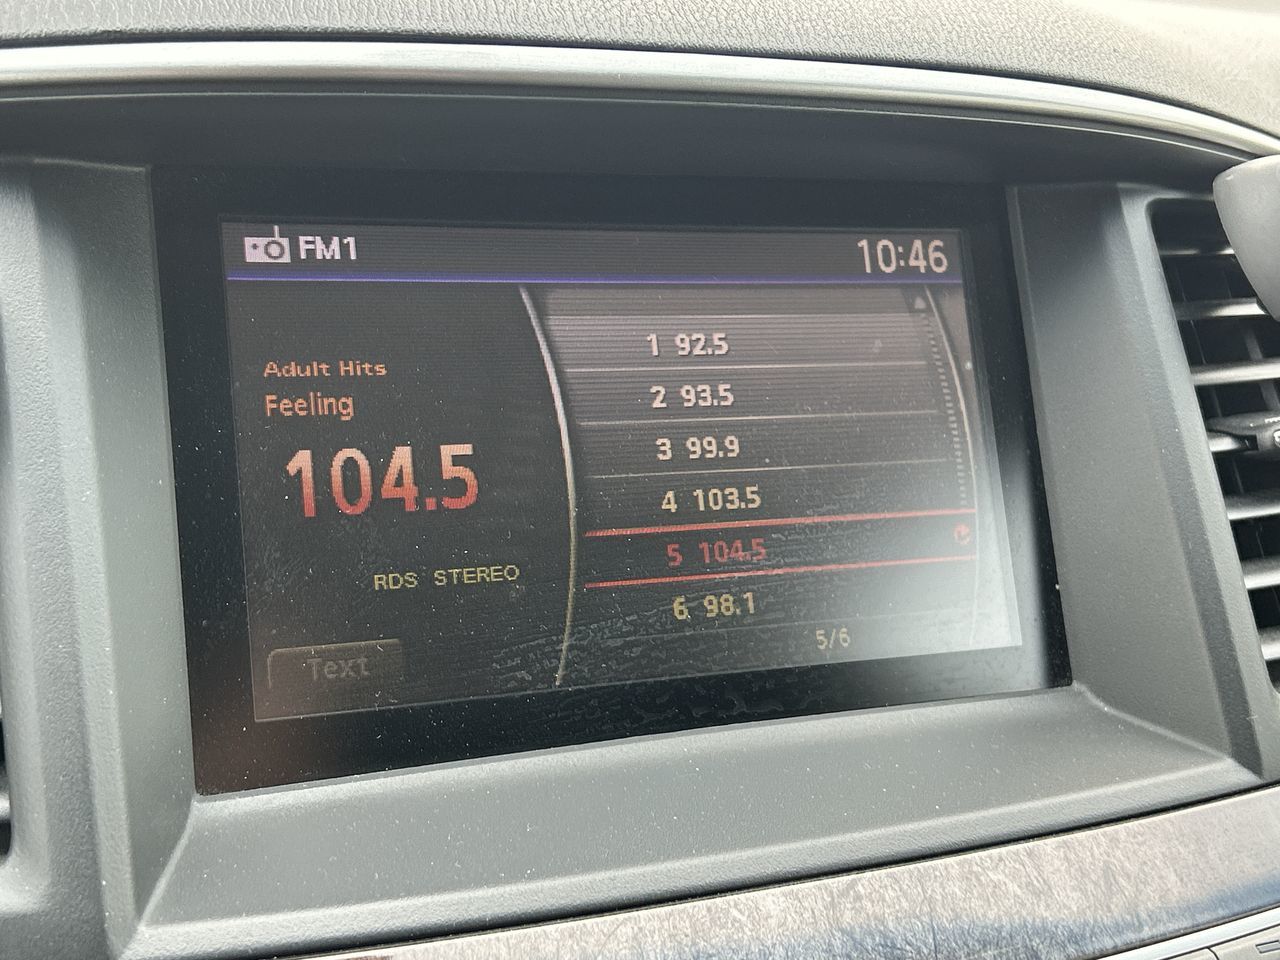 FM1
10:46
Adult Hits
Feeling
104.5
RDS STEREO
Text
1 92.5
2 93.5
3 99.9
4 103.5
5 104.5
6 98.1
5/6